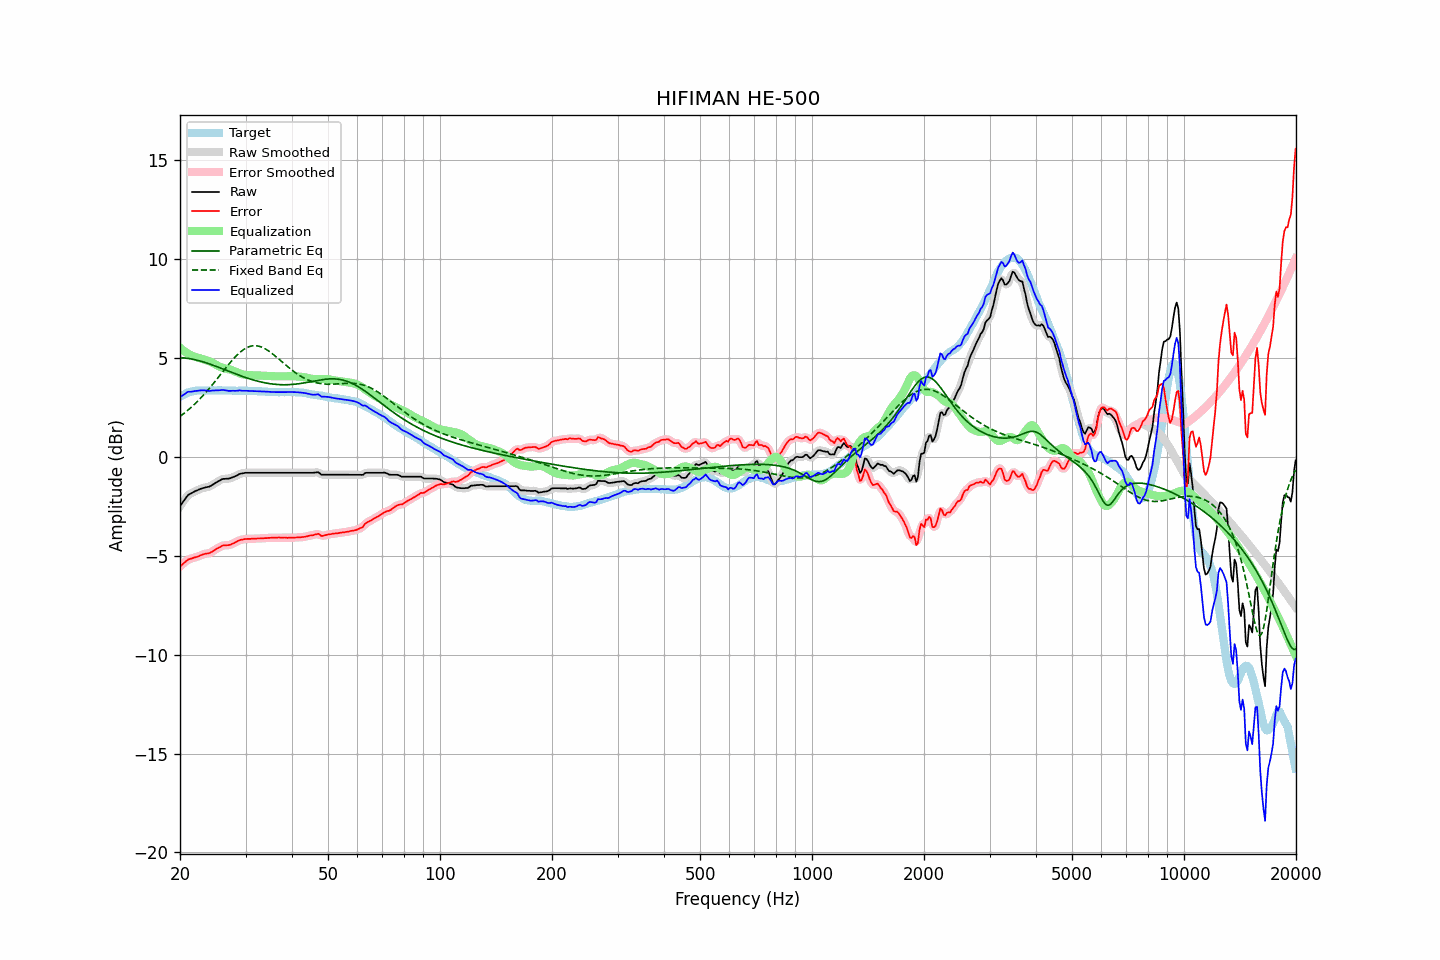 HIFIMAN HE-500
Target
Raw Smoothed
Error Smoothed
Raw
Error
Equalization
Parametric Eq
Fixed Band Eq
Equalized
15
10
5
0
−5
−10
−15
−20
Amplitude (dBr)
20
50
100
200
500
1000
2000
5000
10000
20000
Frequency (Hz)